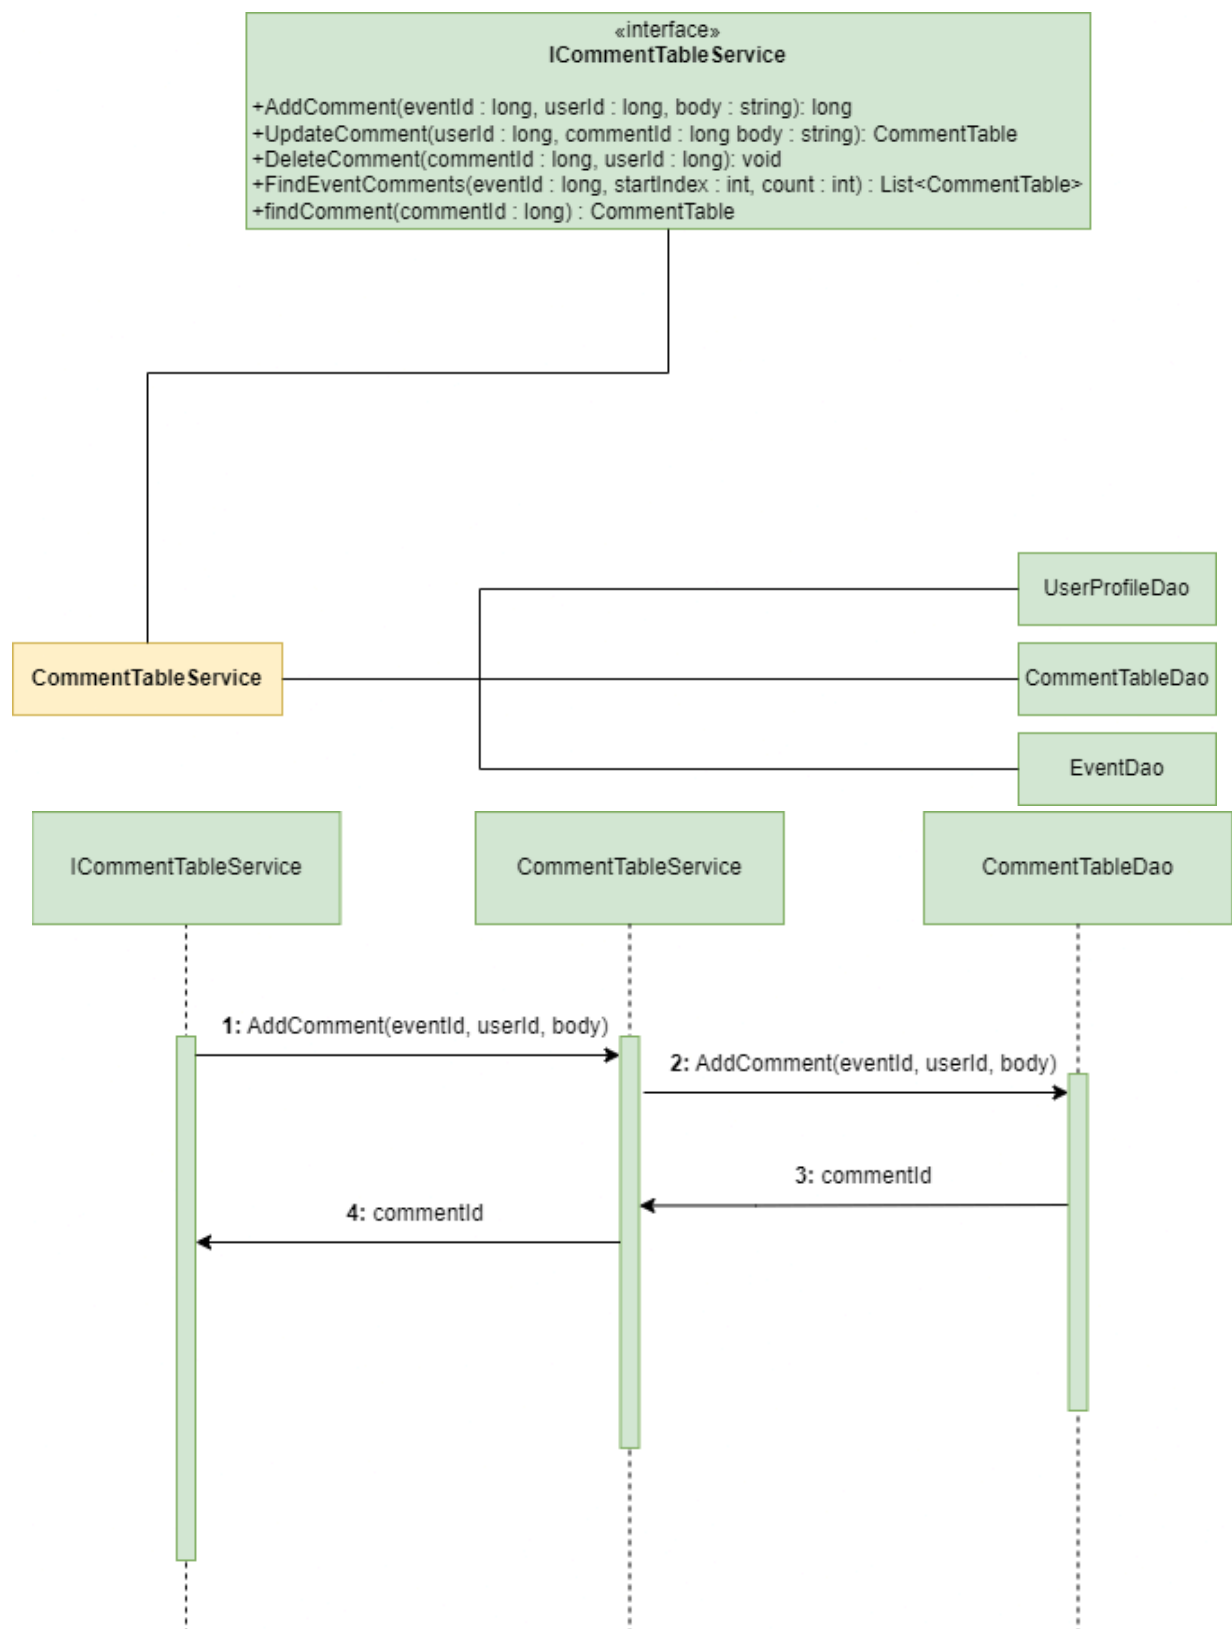 «interface»
ICommentTableService
+AddComment(eventId : long, userId : long, body : string): long
+UpdateComment(userId : long, commentId : long body : string): CommentTable
+DeleteComment(commentId : long, userId : long): void
+FindEventComments(eventId : long, startIndex : int, count : int) : List<CommentTable>
+findComment(commentId : long) : CommentTable
UserProfileDao
CommentTableService
CommentTableDao
EventDao
ICommentTableService
CommentTableService
CommentTableDao
1: AddComment(eventId, userId, body)
2: AddComment(eventId, userId, body)
3: commentId
4: commentId